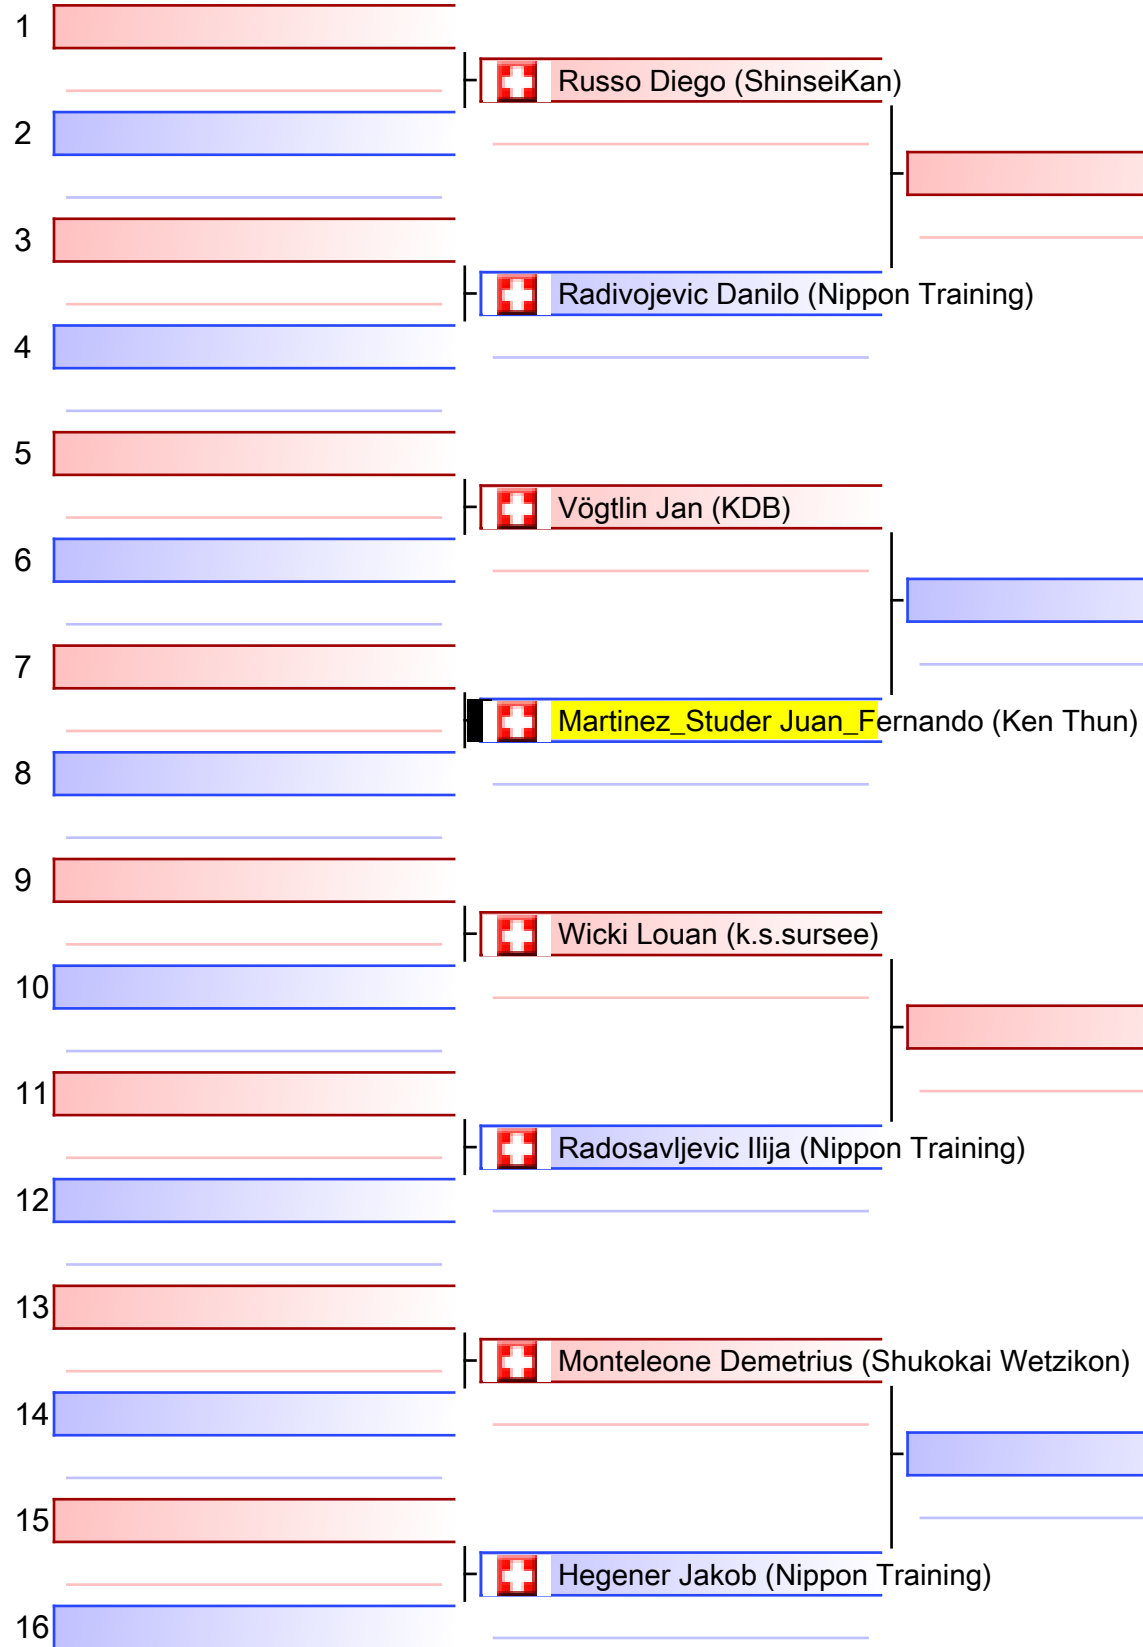 1
Russo Diego (ShinseiKan)
2
3
Radivojevic Danilo (Nippon Training)
4
5
Vögtlin Jan (KDB)
6
7
Martinez_Studer Juan_Fernando (Ken Thun)
8
9
Wicki Louan (k.s.sursee)
10
11
Radosavljevic Ilija (Nippon Training)
12
13
Monteleone Demetrius (Shukokai Wetzikon)
14
15
Hegener Jakob (Nippon Training)
16